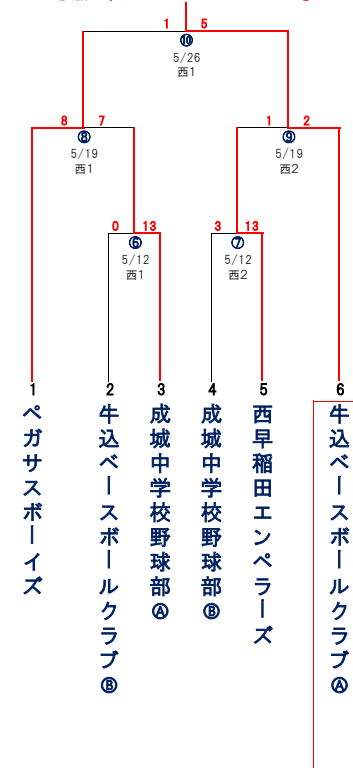 1 5
⑩
5/26
西1
8 7
⑧
5/19
西1
1 2
⑨
5/19
西2
0 13
⑥
5/12
西1
3 13
⑦
5/12
西2
1
ペガサスボーイズ
2
牛込ベースボールクラブⒷ
3
成城中学校野球部Ⓐ
4
成城中学校野球部Ⓑ
5
西早稲田エンペラーズ
6
牛込ベースボールクラブⒶ